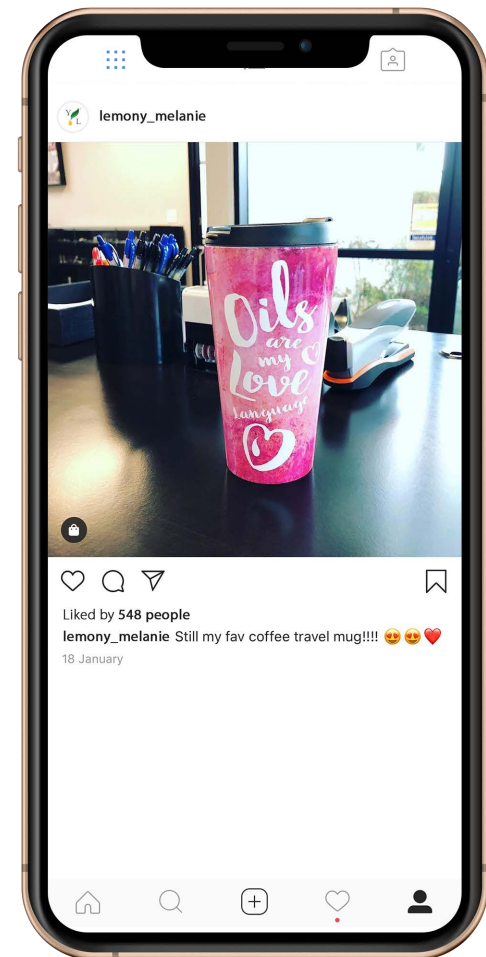 Y L
lemony_melanie
Oils
are
my
Love
Language
Liked by 548 people
lemony_melanie Still my fav coffee travel mug!!!! 😍😍❤️
18 January